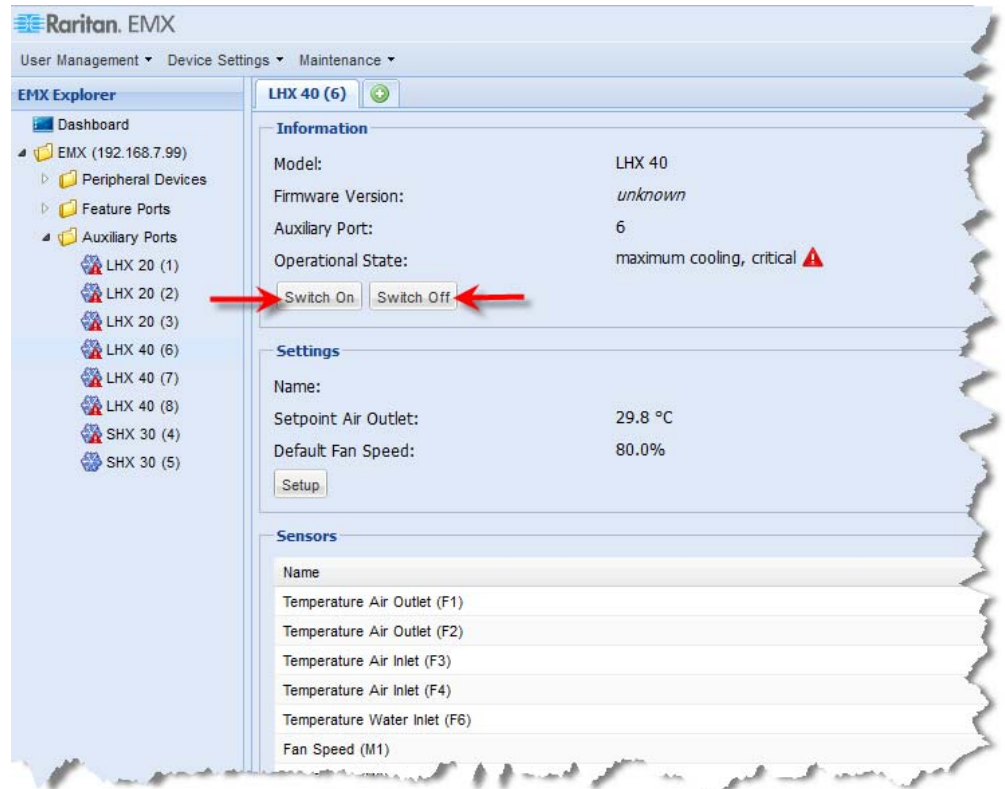 Raritan. EMX
User Management Device Settings Maintenance
EMX Explorer
Dashboard
EMX (192.168.7.99)
Peripheral Devices
Feature Ports
Auxiliary Ports
LHX 20 (1)
LHX 20 (2)
LHX 20 (3)
LHX 40 (6)
LHX 40 (7)
LHX 40 (8)
SHX 30 (4)
SHX 30 (5)
LHX 40 (6)
Information
Model: LHX 40
Firmware Version: unknown
Auxiliary Port: 6
Operational State: maximum cooling, critical
Switch On Switch Off
Settings
Name:
Setpoint Air Outlet: 29.8 °C
Default Fan Speed: 80.0%
Setup
Sensors
Name
Temperature Air Outlet (F1)
Temperature Air Outlet (F2)
Temperature Air Inlet (F3)
Temperature Air Inlet (F4)
Temperature Water Inlet (F6)
Fan Speed (M1)